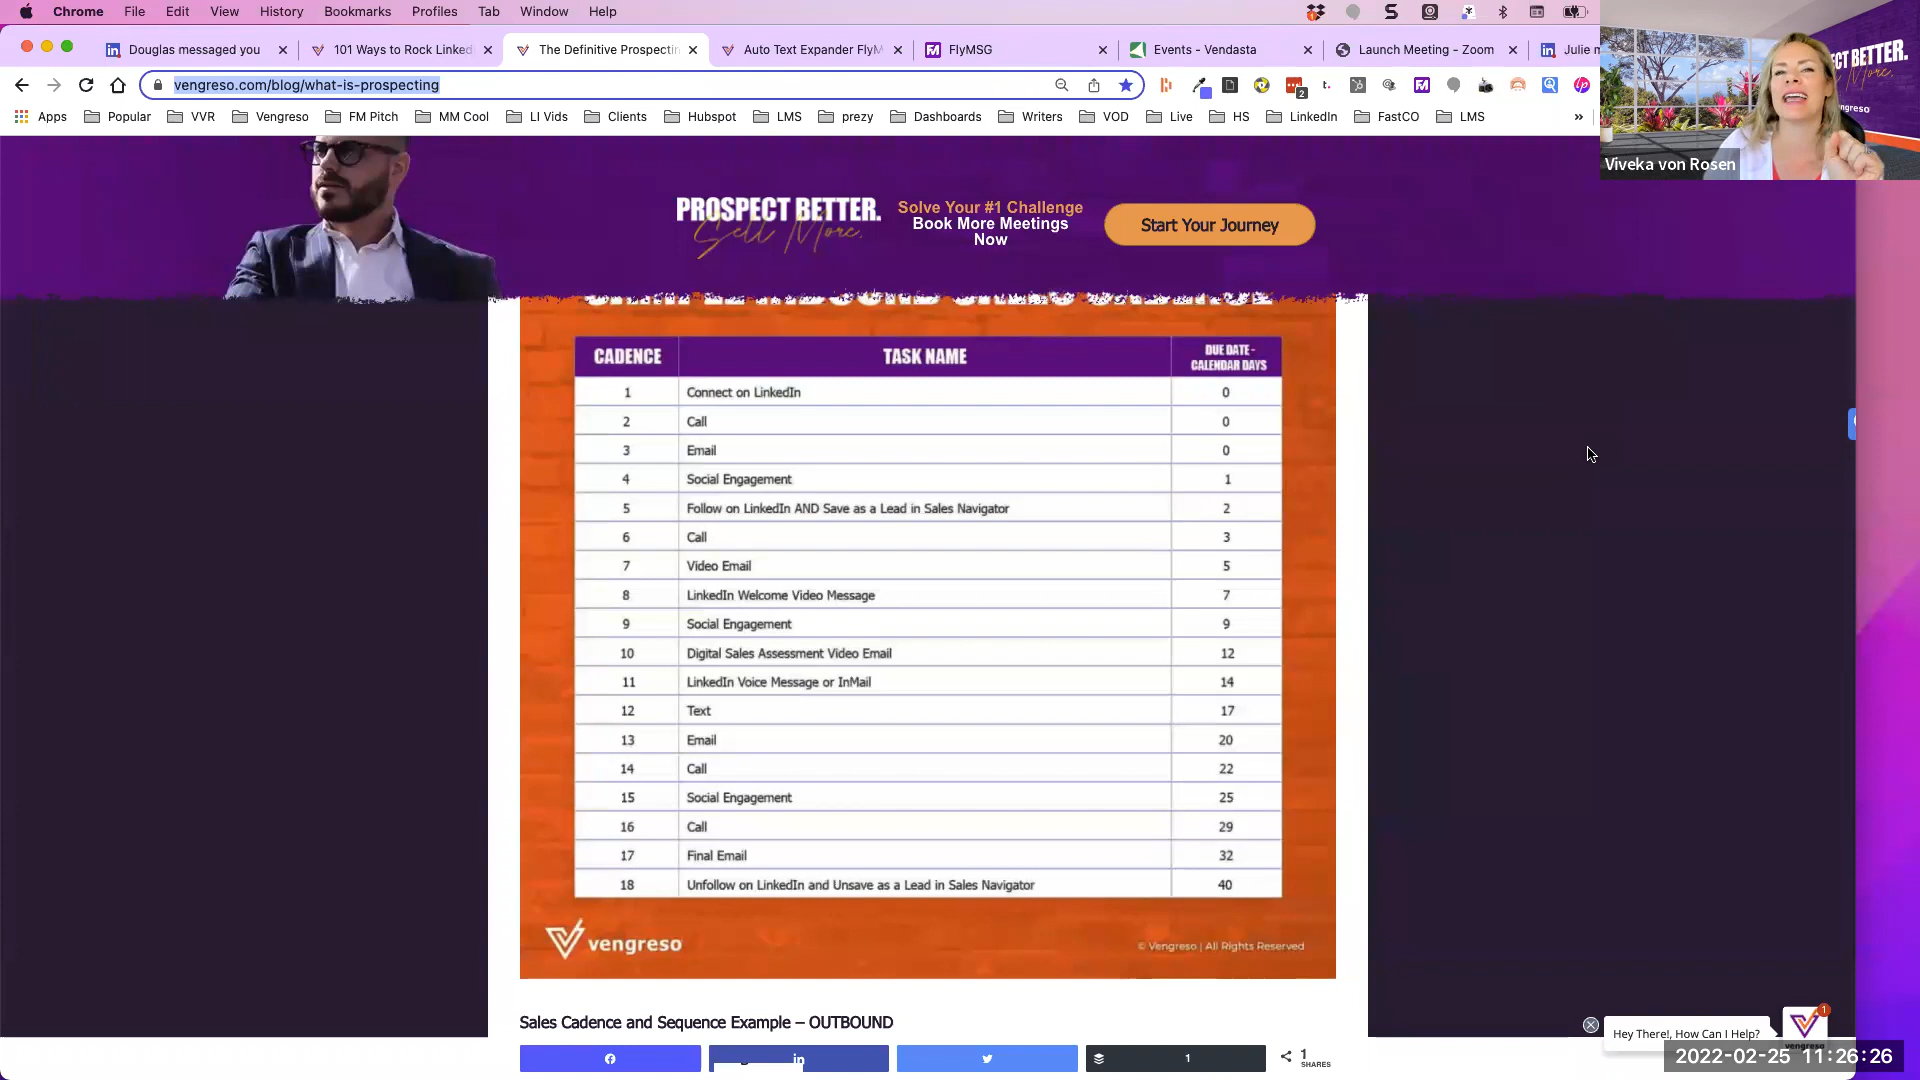 Chrome File Edit View History Bookmarks Profiles Tab Window Help
Douglas messaged you
101 Ways to Rock Linked
The Definitive Prospectin
Auto Text Expander FlyM
FlyMSG
Events - Vendasta
Launch Meeting - Zoom
Julie m
vengreso.com/blog/what-is-prospecting
Apps Popular VVR Vengreso FM Pitch MM Cool LI Vids Clients Hubspot LMS prezy Dashboards Writers VOD Live HS LinkedIn FastCO LMS »
Viveka von Rosen
PROSPECT BETTER.
Sell More.
Solve Your #1 Challenge
Book More Meetings
Now
Start Your Journey
CADENCE TASK NAME DUE DATE - CALENDAR DAYS
1 Connect on LinkedIn 0
2 Call 0
3 Email 0
4 Social Engagement 1
5 Follow on LinkedIn AND Save as a Lead in Sales Navigator 2
6 Call 3
7 Video Email 5
8 LinkedIn Welcome Video Message 7
9 Social Engagement 9
10 Digital Sales Assessment Video Email 12
11 LinkedIn Voice Message or InMail 14
12 Text 17
13 Email 20
14 Call 22
15 Social Engagement 25
16 Call 29
17 Final Email 32
18 Unfollow on LinkedIn and Unsave as a Lead in Sales Navigator 40
vengreso
© Vengreso | All Rights Reserved
Sales Cadence and Sequence Example – OUTBOUND
1
1
SHARES
Hey There!, How Can I Help?
1
2022-02-25 11:26:26